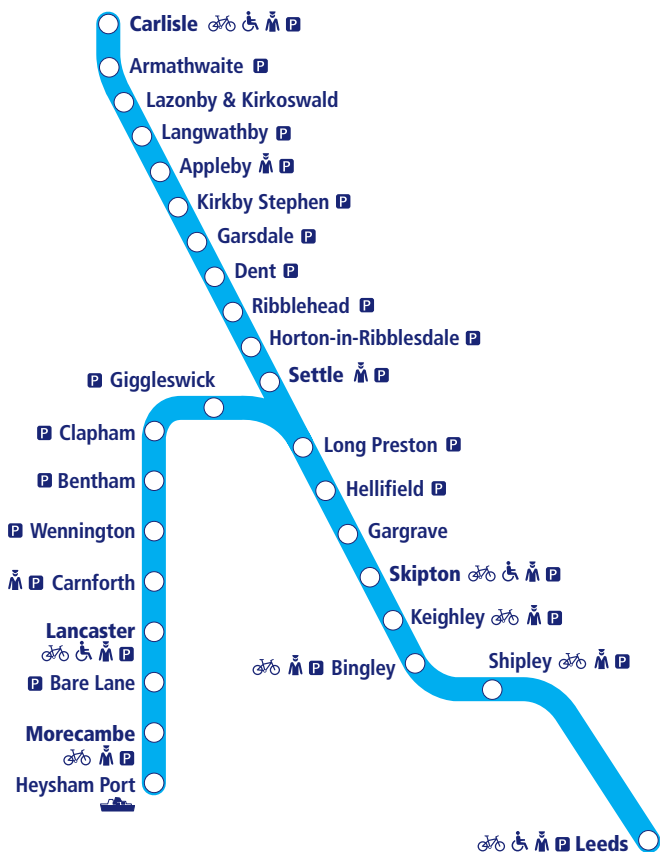 Carlisle P
Armathwaite P
Lazonby & Kirkoswald
Langwathby P
Appleby P
Kirkby Stephen P
Garsdale P
Dent P
Ribblehead P
Horton-in-Ribblesdale P
Settle P
P Giggleswick
P Clapham
P Bentham
P Wennington
P Carnforth
Lancaster
P
P Bare Lane
Morecambe
P
Heysham Port
Long Preston P
Hellifield P
Gargrave
Skipton P
Keighley P
P Bingley
Shipley P
P Leeds